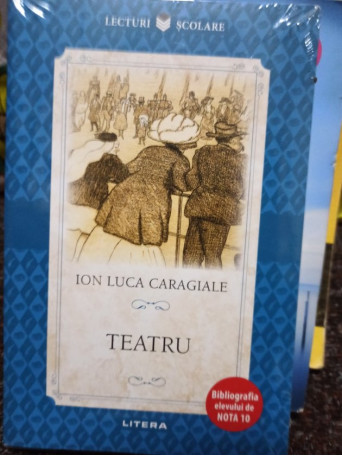 LECTURI ȘCOLARE
ION LUCA CARAGIALE
TEATRU
Bibliografia
elevului de
NOTA 10
LITERA